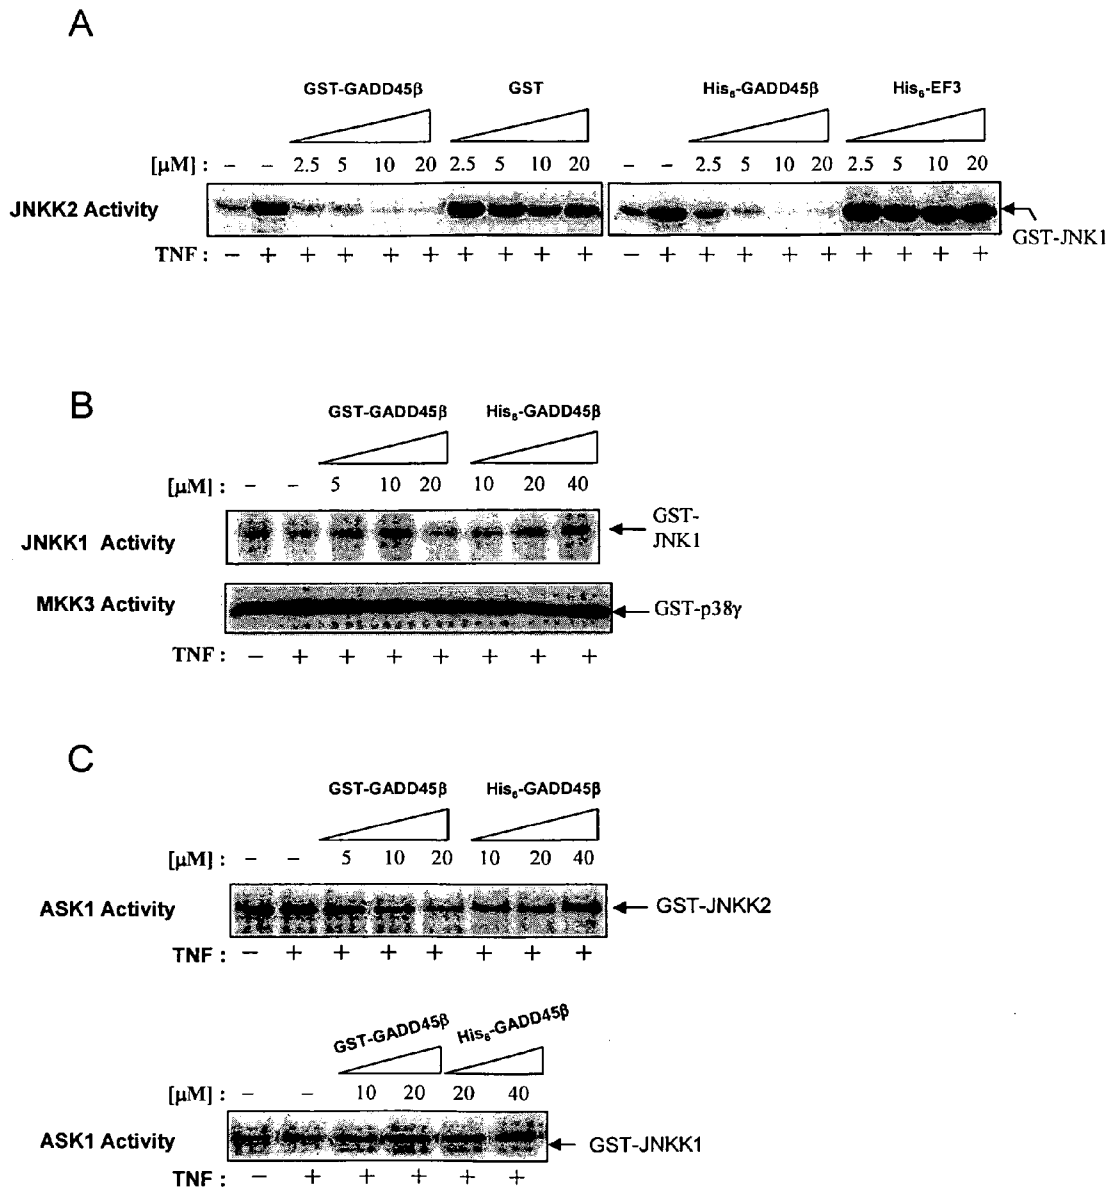 A
GST-GADD45β GST His₆-GADD45β His₆-EF3
[μM] : – – 2.5 5 10 20 2.5 5 10 20 – – 2.5 5 10 20 2.5 5 10 20
JNKK2 Activity
GST-JNK1
TNF : – + + + + + + + + + – + + + + + + + + +
B
GST-GADD45β His₆-GADD45β
[μM] : – – 5 10 20 10 20 40
JNKK1 Activity
GST-
JNK1
MKK3 Activity
GST-p38γ
TNF : – + + + + + + +
C
GST-GADD45β His₆-GADD45β
[μM] : – – 5 10 20 10 20 40
ASK1 Activity
GST-JNKK2
TNF : – + + + + + + +
GST-GADD45β His₆-GADD45β
[μM] : – – 10 20 20 40
ASK1 Activity
GST-JNKK1
TNF : – + + + + +